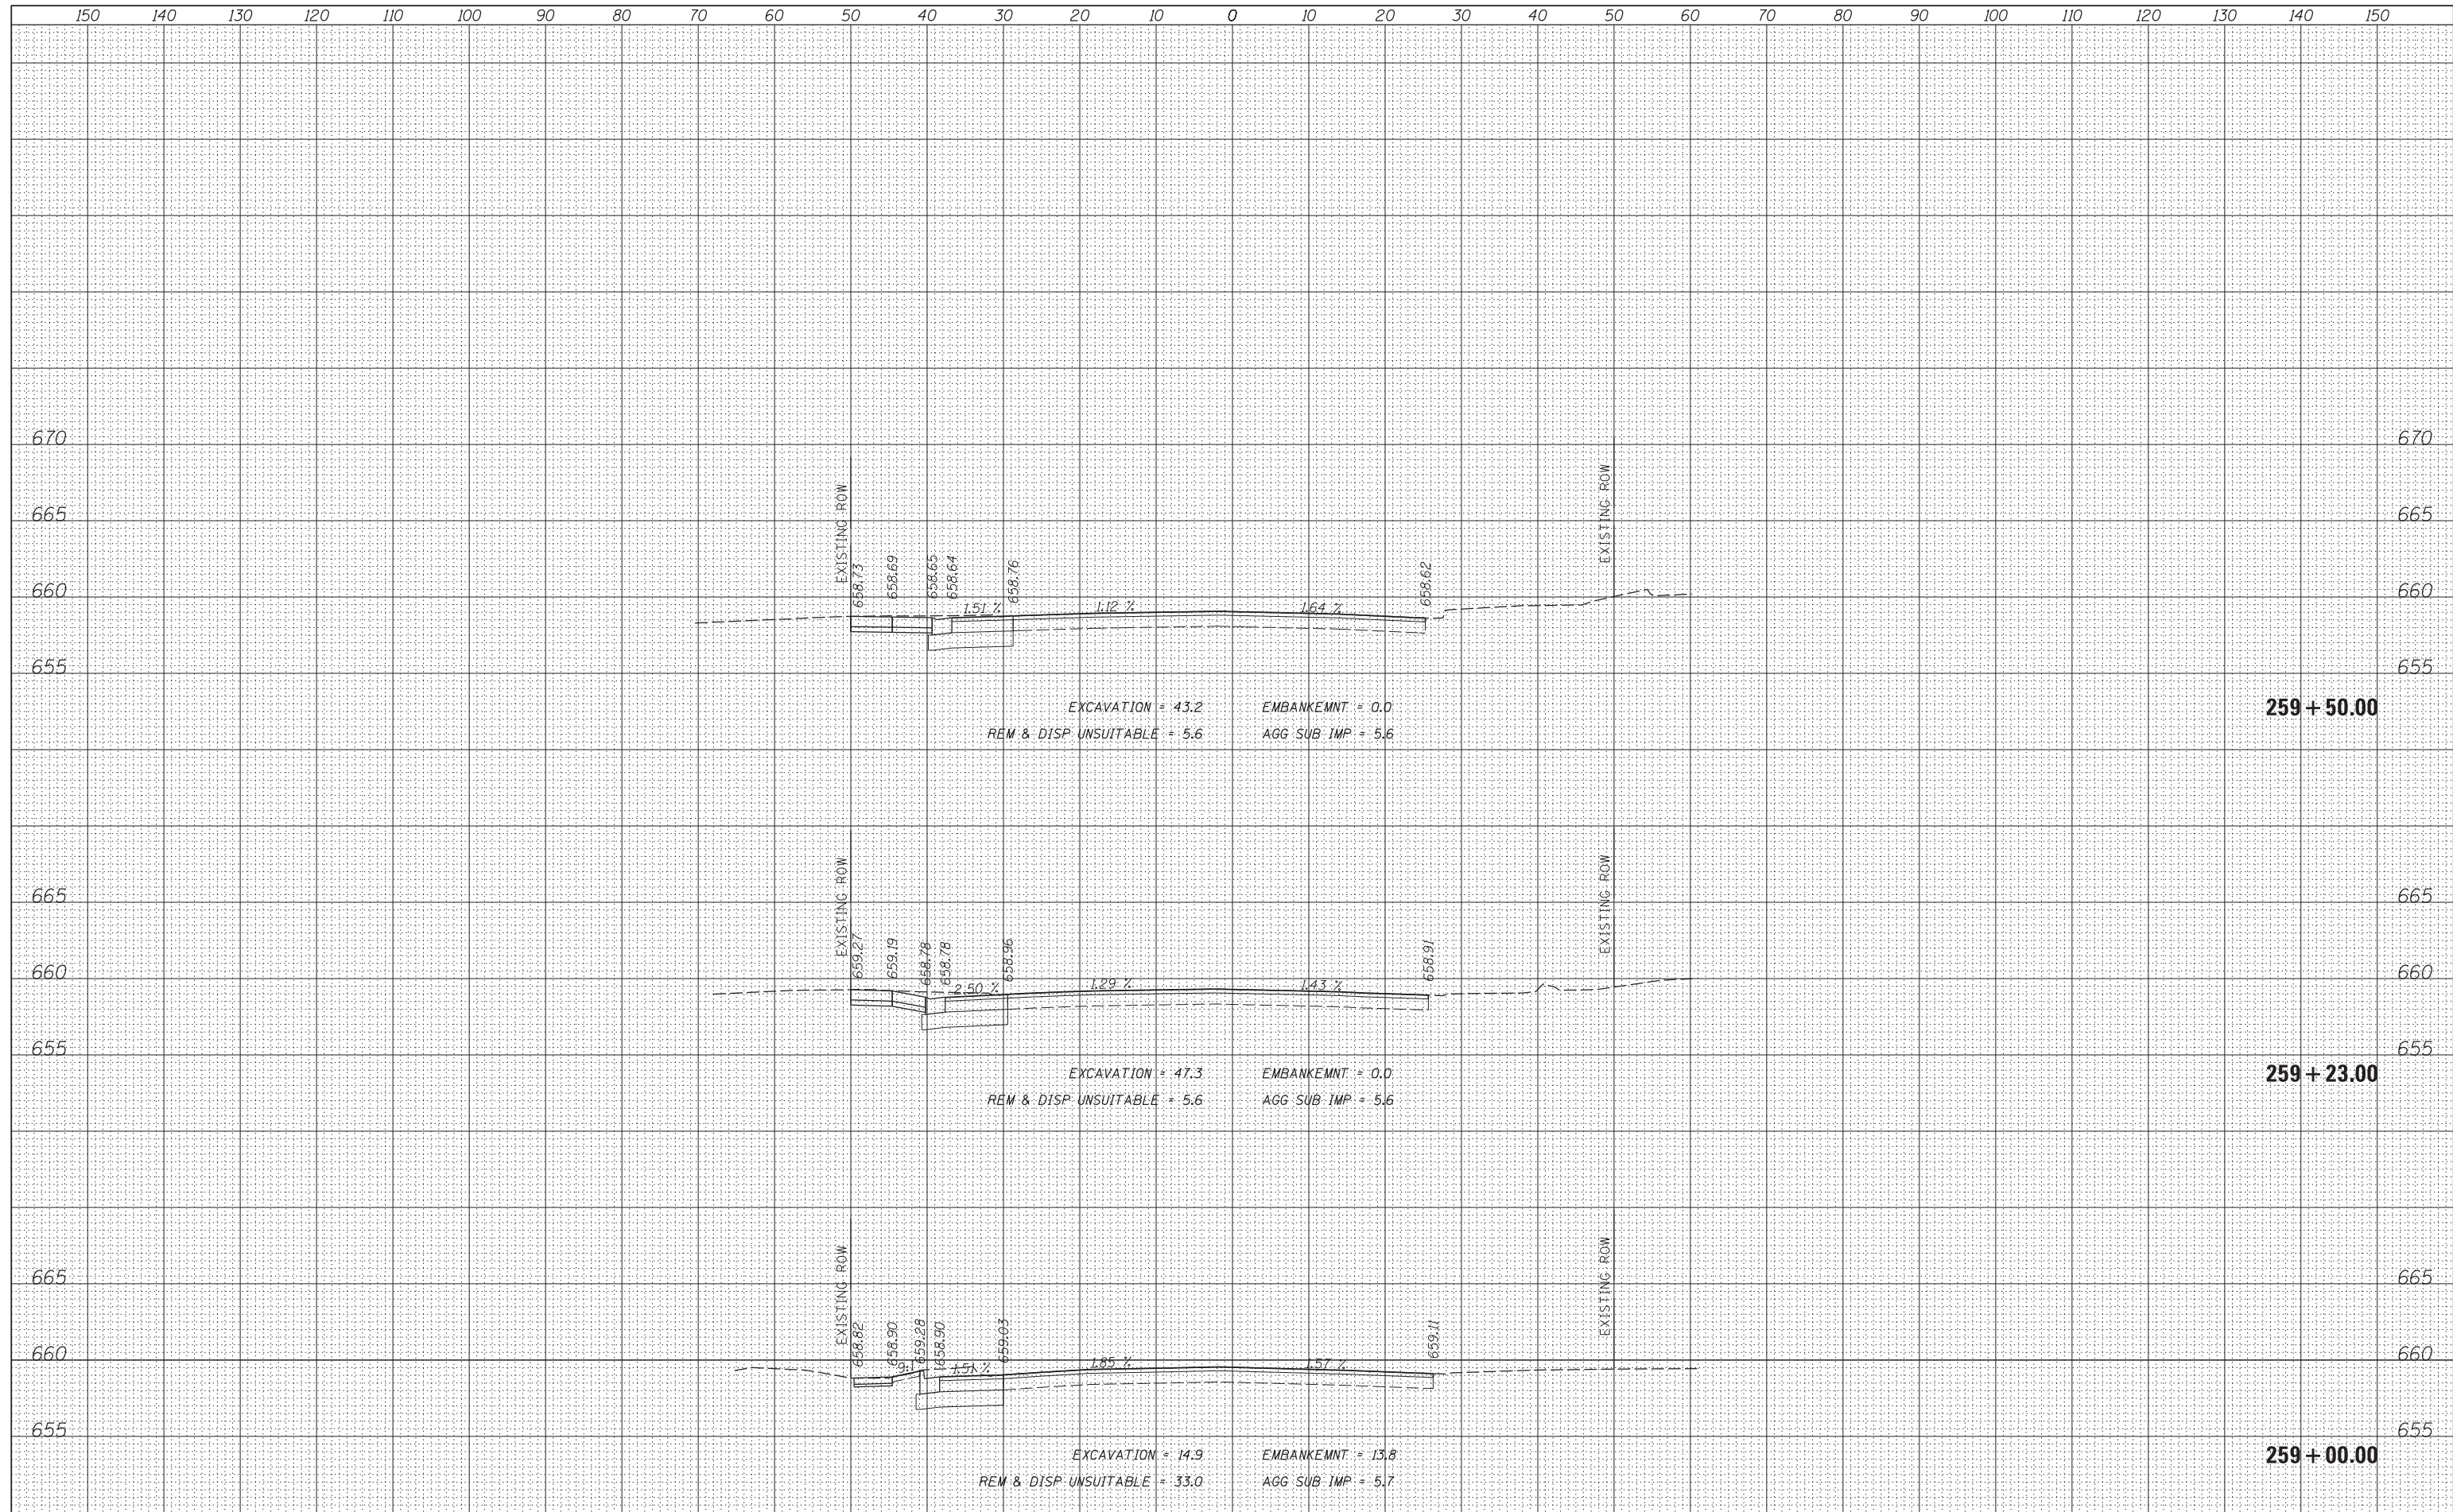 150 140 130 120 110 100 90 80 70 60 50 40 30 20 10 0 10 20 30 40 50 60 70 80 90 100 110 120 130 140 150
670 670
EXISTING ROW EXISTING ROW
665 665
658.73 658.69 658.65 658.64 658.76 658.62
660 660
1.51 % 1.12 % 1.64 %
655 655
EXCAVATION = 43.2 EMBANKEMNT = 0.0 259+50.00
REM & DISP UNSUITABLE = 5.6 AGG SUB IMP = 5.6
EXISTING ROW EXISTING ROW
665 665
659.27 659.19 658.78 658.78 658.96 658.91
660 660
2.50 % 1.29 % 1.43 %
655 655
EXCAVATION = 47.3 EMBANKEMNT = 0.0 259+23.00
REM & DISP UNSUITABLE = 5.6 AGG SUB IMP = 5.6
EXISTING ROW EXISTING ROW
665 665
658.82 658.90 659.28 658.90 659.03 659.11
660 660
9:1 1.51 % 1.85 % 1.57 %
655 655
EXCAVATION = 14.9 EMBANKEMNT = 13.8 259+00.00
REM & DISP UNSUITABLE = 33.0 AGG SUB IMP = 5.7